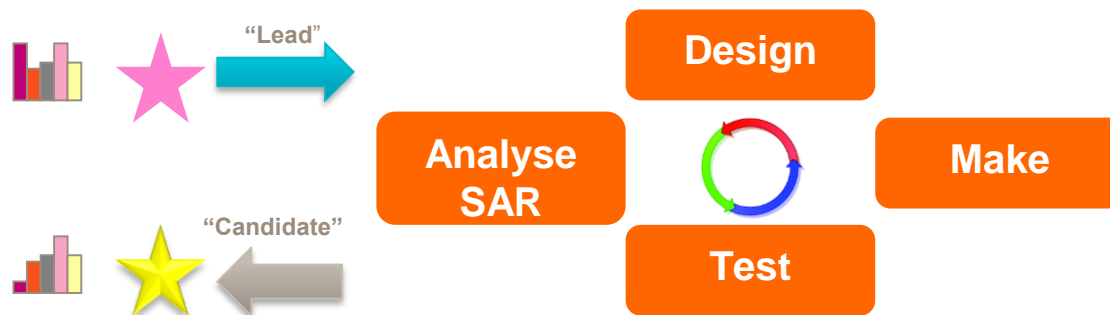 “Lead”
Design
Analyse
SAR
Make
“Candidate”
Test